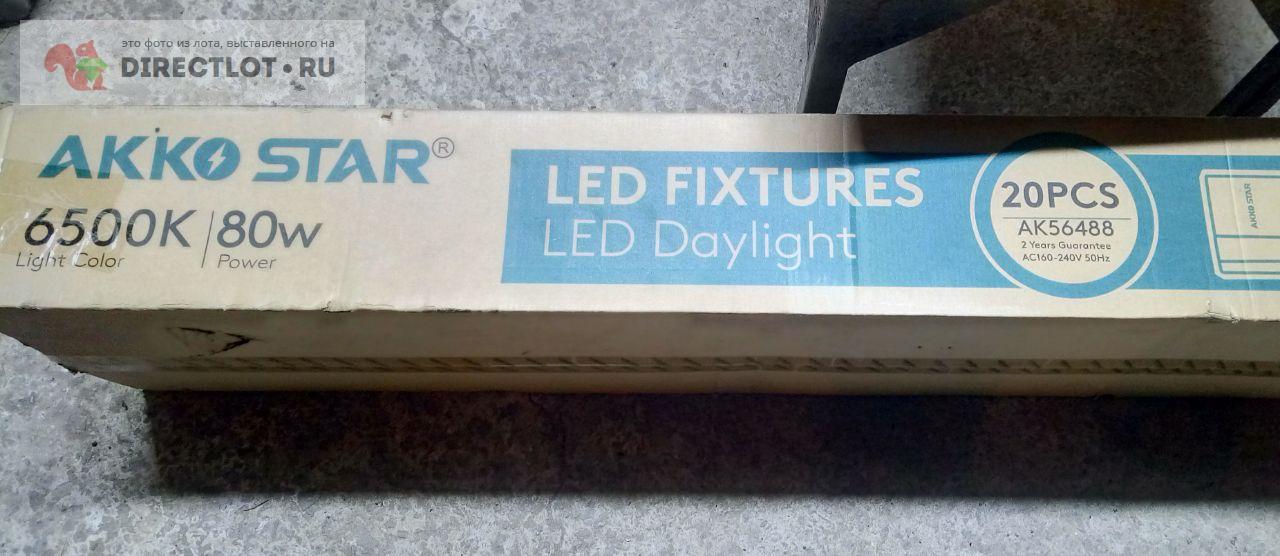 это фото из лота, выставленного на
DIRECTLOT.RU
AKKO STAR®
6500K
Light Color
80w
Power
LED FIXTURES
LED Daylight
20PCS
AK56488
2 Years Guarantee
AC160-240V 50Hz
AKKO STAR